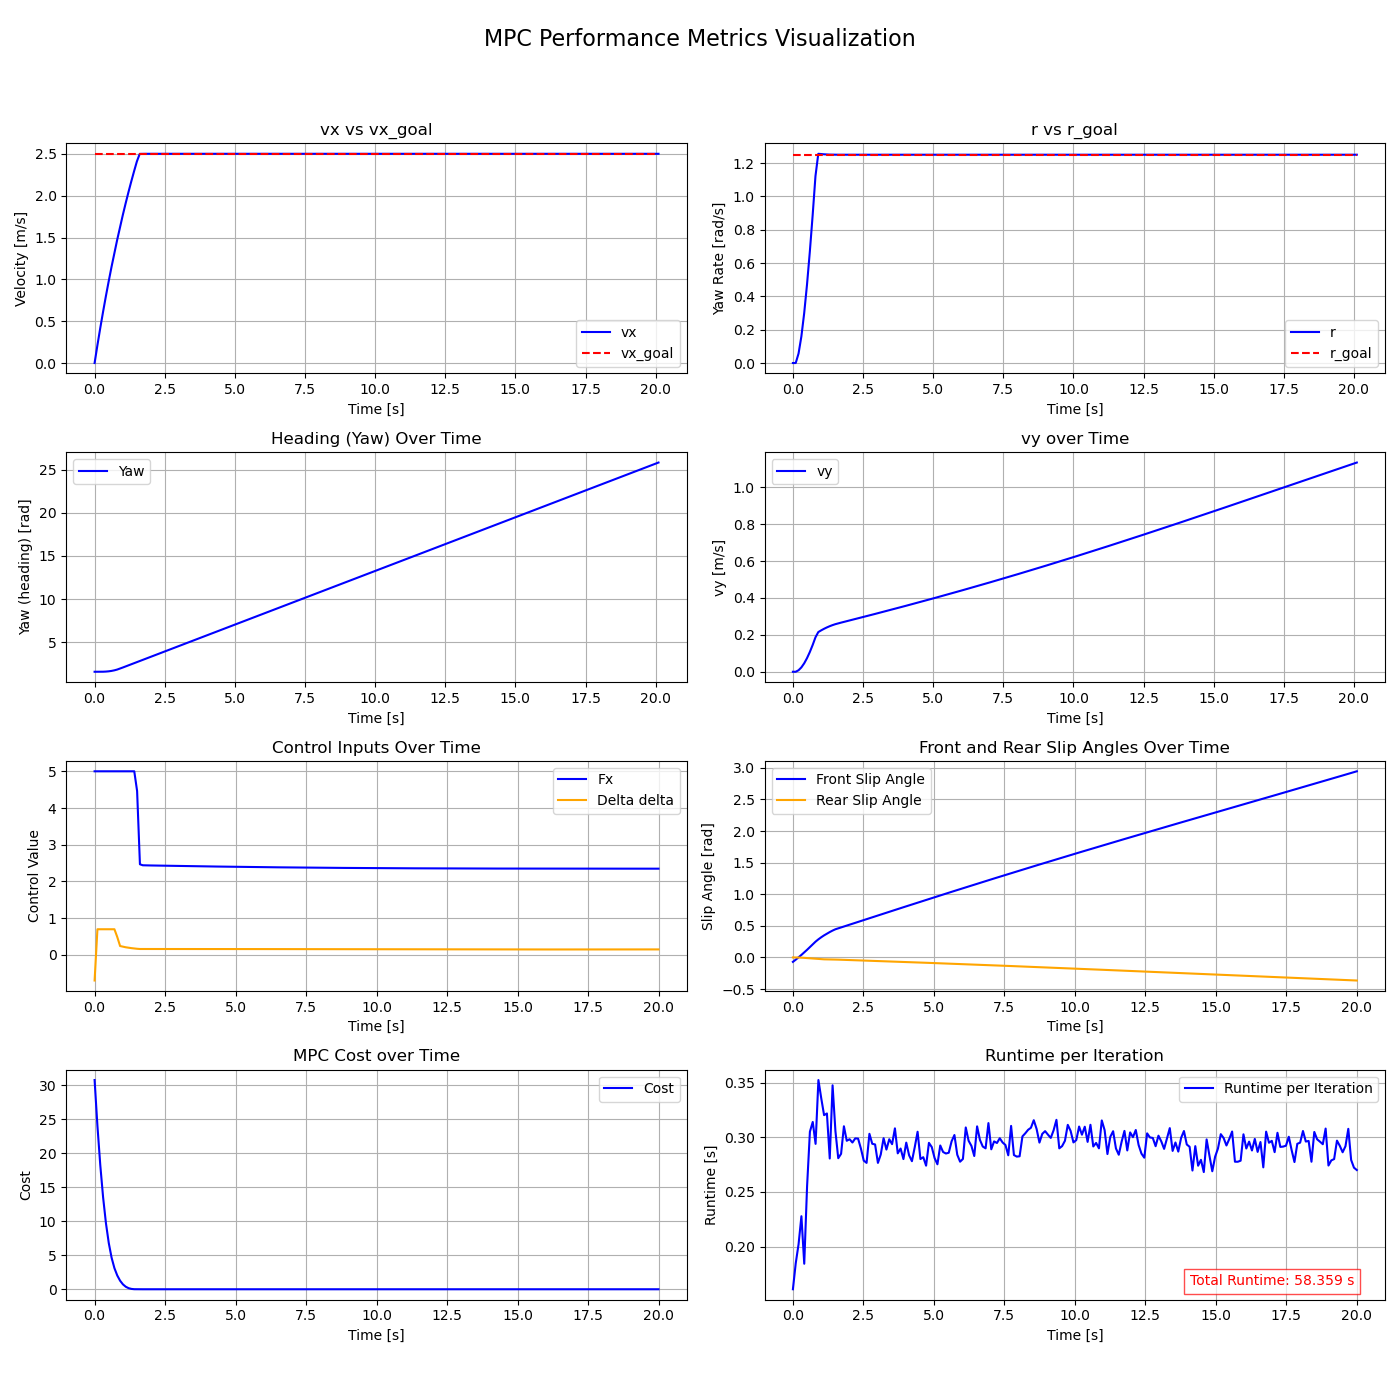 MPC Performance Metrics Visualization
vx vs vx_goal
Velocity [m/s]
2.5
2.0
1.5
1.0
0.5
0.0
vx
vx_goal
0.0 2.5 5.0 7.5 10.0 12.5 15.0 17.5 20.0
Time [s]
r vs r_goal
Yaw Rate [rad/s]
1.2
1.0
0.8
0.6
0.4
0.2
0.0
r
r_goal
0.0 2.5 5.0 7.5 10.0 12.5 15.0 17.5 20.0
Time [s]
Heading (Yaw) Over Time
Yaw (heading) [rad]
Yaw
25
20
15
10
5
0.0 2.5 5.0 7.5 10.0 12.5 15.0 17.5 20.0
Time [s]
vy over Time
vy [m/s]
vy
1.0
0.8
0.6
0.4
0.2
0.0
0.0 2.5 5.0 7.5 10.0 12.5 15.0 17.5 20.0
Time [s]
Control Inputs Over Time
Control Value
5
4
3
2
1
0
Fx
Delta delta
0.0 2.5 5.0 7.5 10.0 12.5 15.0 17.5 20.0
Time [s]
Front and Rear Slip Angles Over Time
Slip Angle [rad]
3.0
2.5
2.0
1.5
1.0
0.5
0.0
−0.5
Front Slip Angle
Rear Slip Angle
0.0 2.5 5.0 7.5 10.0 12.5 15.0 17.5 20.0
Time [s]
MPC Cost over Time
Cost
30
25
20
15
10
5
0
Cost
0.0 2.5 5.0 7.5 10.0 12.5 15.0 17.5 20.0
Time [s]
Runtime per Iteration
Runtime [s]
0.35
0.30
0.25
0.20
Runtime per Iteration
Total Runtime: 58.359 s
0.0 2.5 5.0 7.5 10.0 12.5 15.0 17.5 20.0
Time [s]